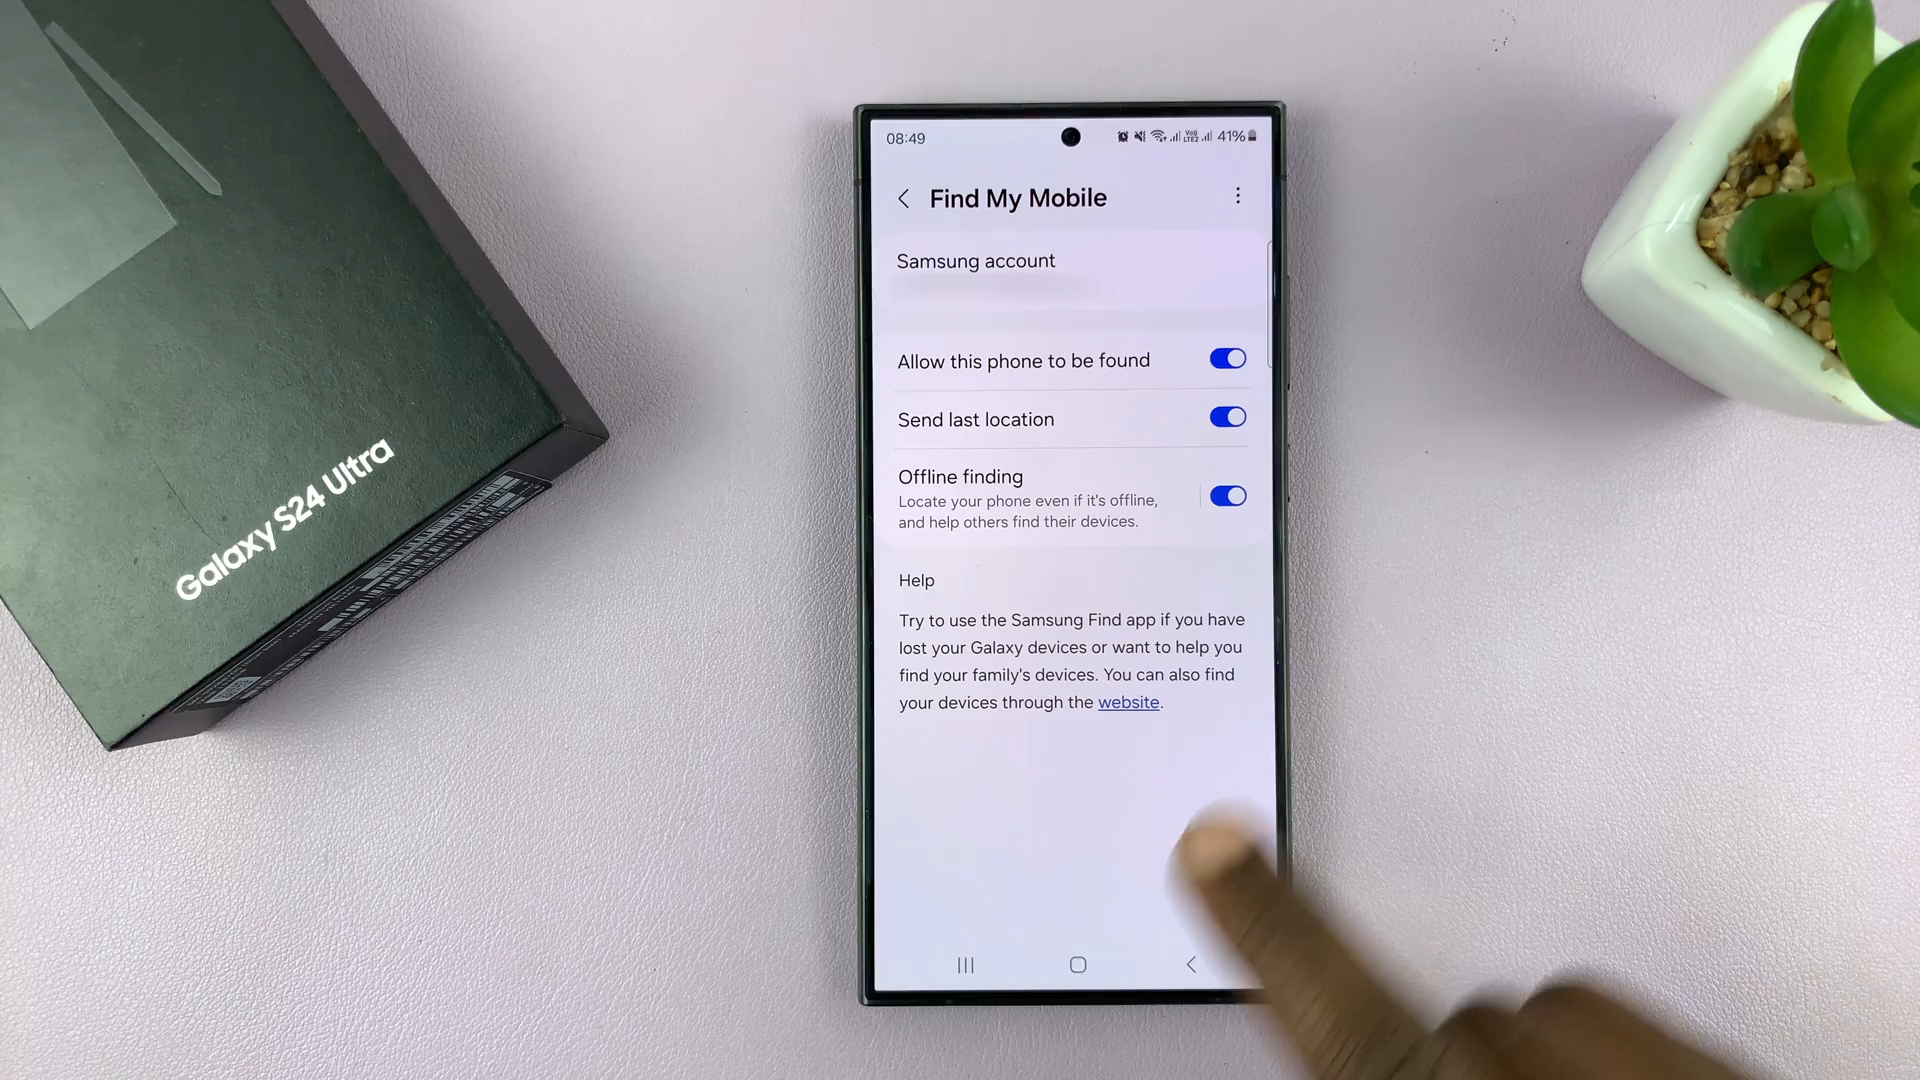 Galaxy S24 Ultra
08:49
41%
Find My Mobile
Samsung account
Allow this phone to be found
Send last location
Offline finding
Locate your phone even if it's offline,
and help others find their devices.
Help
Try to use the Samsung Find app if you have
lost your Galaxy devices or want to help you
find your family's devices. You can also find
your devices through the website.